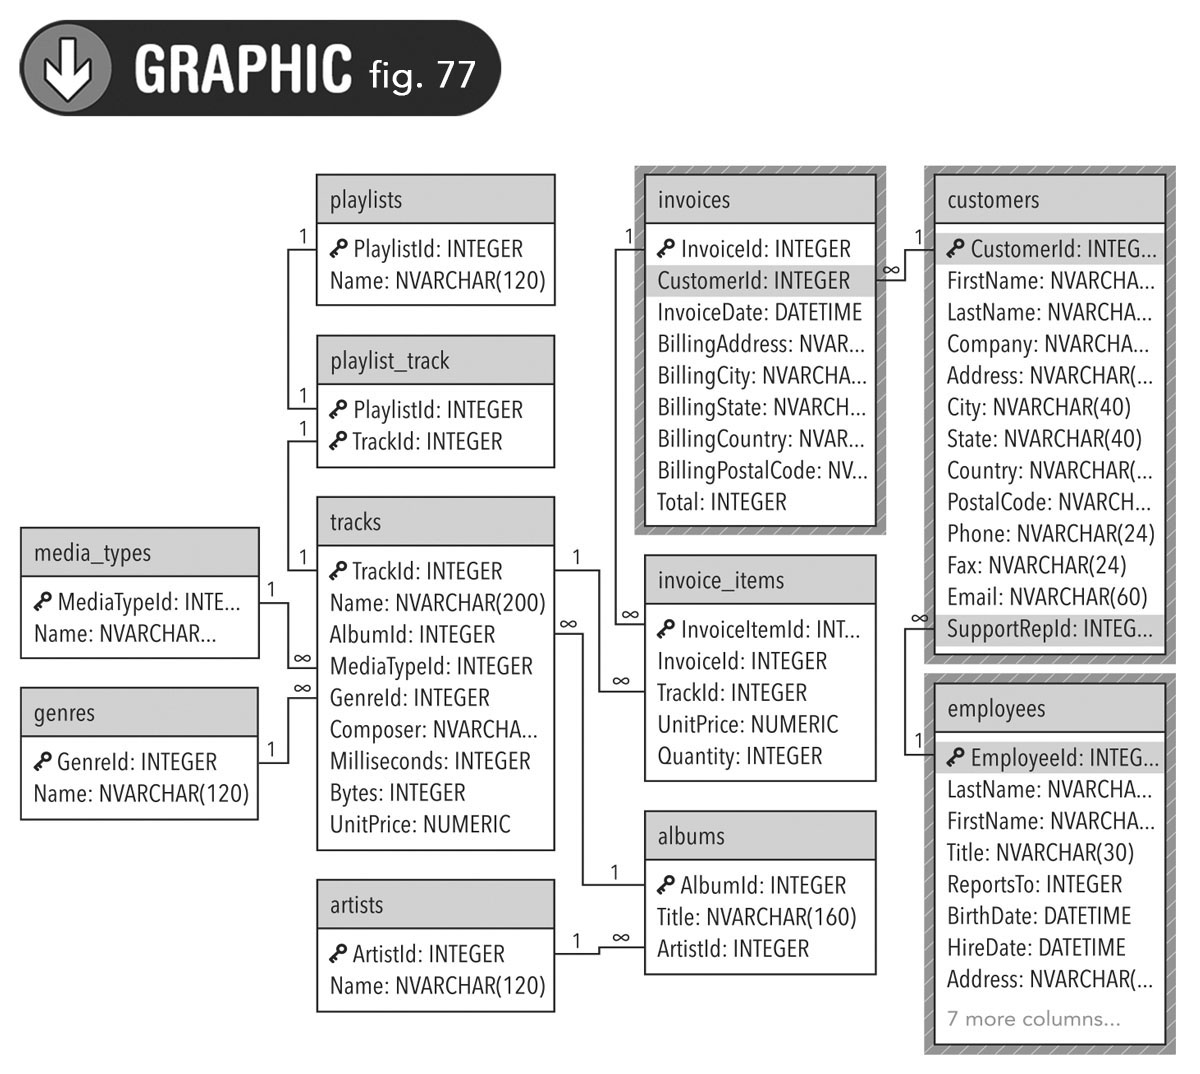 GRAPHIC fig. 77
playlists
PlaylistId: INTEGER
Name: NVARCHAR(120)
playlist_track
PlaylistId: INTEGER
TrackId: INTEGER
tracks
TrackId: INTEGER
Name: NVARCHAR(200)
AlbumId: INTEGER
MediaTypeId: INTEGER
GenreId: INTEGER
Composer: NVARCHA...
Milliseconds: INTEGER
Bytes: INTEGER
UnitPrice: NUMERIC
media_types
MediaTypeId: INTE...
Name: NVARCHAR...
genres
GenreId: INTEGER
Name: NVARCHAR(120)
artists
ArtistId: INTEGER
Name: NVARCHAR(120)
invoices
InvoiceId: INTEGER
CustomerId: INTEGER
InvoiceDate: DATETIME
BillingAddress: NVAR...
BillingCity: NVARCHA...
BillingState: NVARCH...
BillingCountry: NVAR...
BillingPostalCode: NV...
Total: INTEGER
invoice_items
InvoiceItemId: INT...
InvoiceId: INTEGER
TrackId: INTEGER
UnitPrice: NUMERIC
Quantity: INTEGER
albums
AlbumId: INTEGER
Title: NVARCHAR(160)
ArtistId: INTEGER
customers
CustomerId: INTEG...
FirstName: NVARCHA...
LastName: NVARCHA...
Company: NVARCHA...
Address: NVARCHAR(...
City: NVARCHAR(40)
State: NVARCHAR(40)
Country: NVARCHAR(...
PostalCode: NVARCH...
Phone: NVARCHAR(24)
Fax: NVARCHAR(24)
Email: NVARCHAR(60)
SupportRepId: INTEG...
employees
EmployeeId: INTEG...
LastName: NVARCHA...
FirstName: NVARCHA...
Title: NVARCHAR(30)
ReportsTo: INTEGER
BirthDate: DATETIME
HireDate: DATETIME
Address: NVARCHAR(...
7 more columns...
1
1
1
1
1
∞
∞
1
1
∞
∞
1
1
∞
1
∞
1
∞
∞
1
∞
1